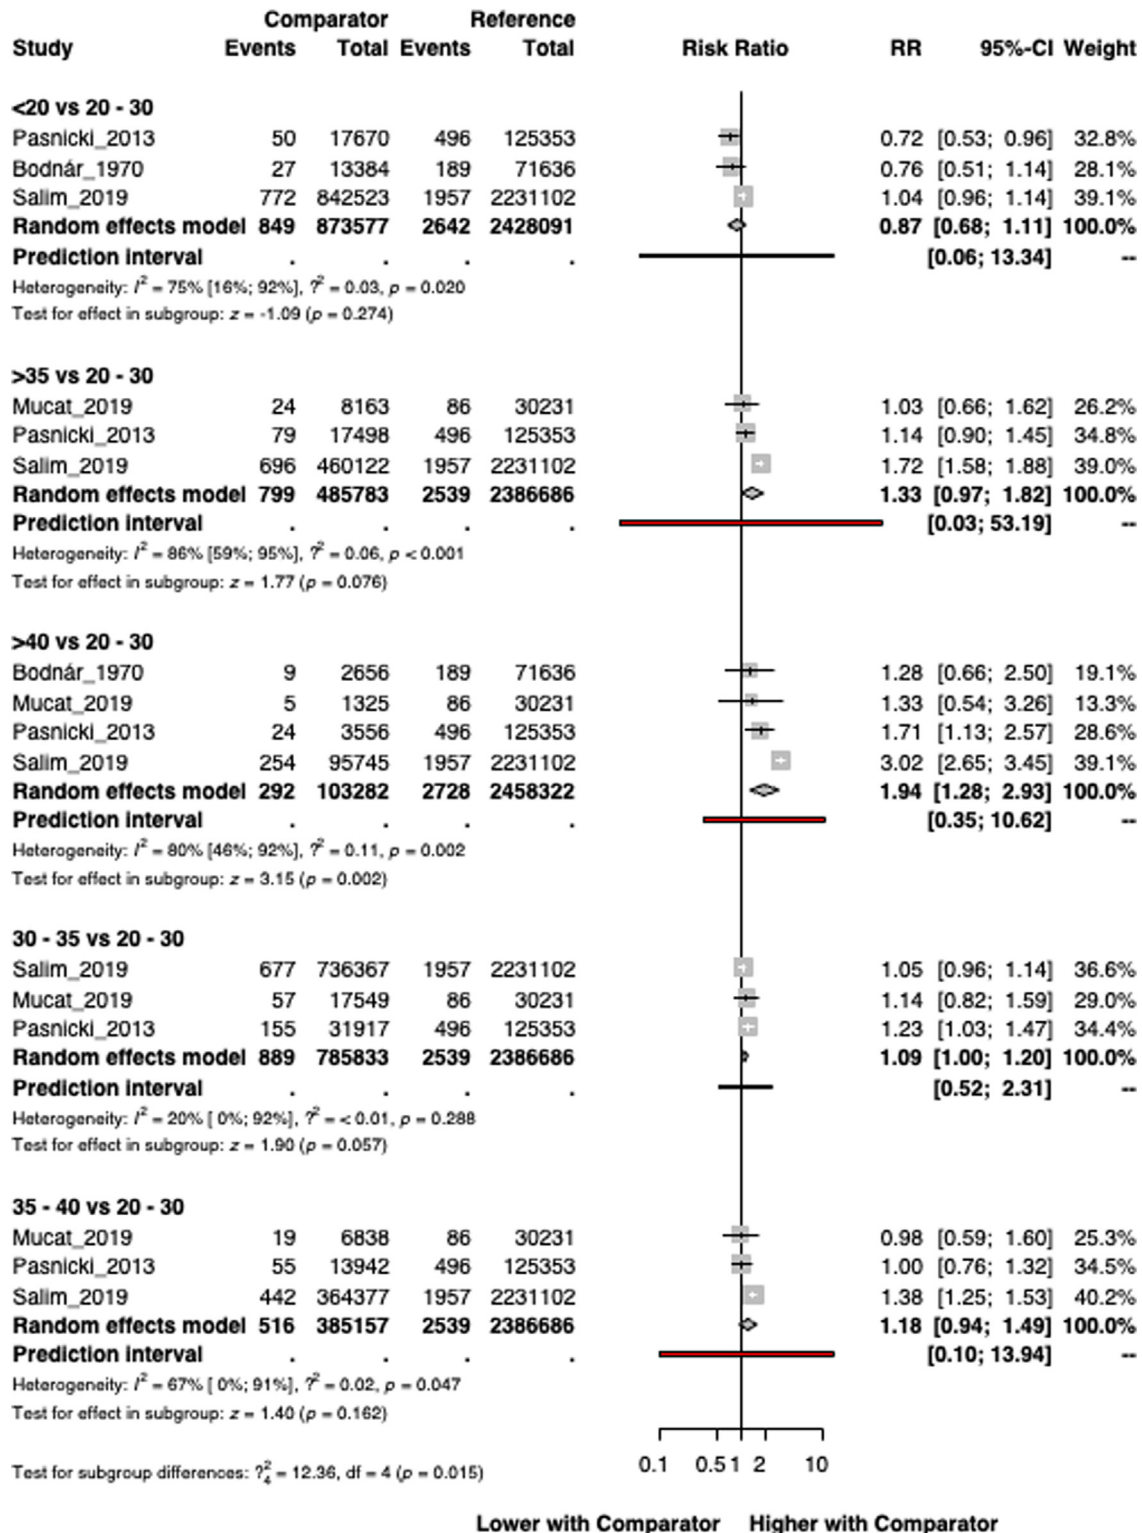 Comparator Reference
Study Events Total Events Total Risk Ratio RR 95%-CI Weight
<20 vs 20 - 30
Pasnicki_2013 50 17670 496 125353 0.72 [0.53; 0.96] 32.8%
Bodnár_1970 27 13384 189 71636 0.76 [0.51; 1.14] 28.1%
Salim_2019 772 842523 1957 2231102 1.04 [0.96; 1.14] 39.1%
Random effects model 849 873577 2642 2428091 0.87 [0.68; 1.11] 100.0%
Prediction interval . . . . [0.06; 13.34] --
Heterogeneity: I² = 75% [16%; 92%], ?² = 0.03, p = 0.020
Test for effect in subgroup: z = -1.09 (p = 0.274)
>35 vs 20 - 30
Mucat_2019 24 8163 86 30231 1.03 [0.66; 1.62] 26.2%
Pasnicki_2013 79 17498 496 125353 1.14 [0.90; 1.45] 34.8%
Salim_2019 696 460122 1957 2231102 1.72 [1.58; 1.88] 39.0%
Random effects model 799 485783 2539 2386686 1.33 [0.97; 1.82] 100.0%
Prediction interval . . . . [0.03; 53.19] --
Heterogeneity: I² = 86% [59%; 95%], ?² = 0.06, p < 0.001
Test for effect in subgroup: z = 1.77 (p = 0.076)
>40 vs 20 - 30
Bodnár_1970 9 2656 189 71636 1.28 [0.66; 2.50] 19.1%
Mucat_2019 5 1325 86 30231 1.33 [0.54; 3.26] 13.3%
Pasnicki_2013 24 3556 496 125353 1.71 [1.13; 2.57] 28.6%
Salim_2019 254 95745 1957 2231102 3.02 [2.65; 3.45] 39.1%
Random effects model 292 103282 2728 2458322 1.94 [1.28; 2.93] 100.0%
Prediction interval . . . . [0.35; 10.62] --
Heterogeneity: I² = 80% [46%; 92%], ?² = 0.11, p = 0.002
Test for effect in subgroup: z = 3.15 (p = 0.002)
30 - 35 vs 20 - 30
Salim_2019 677 736367 1957 2231102 1.05 [0.96; 1.14] 36.6%
Mucat_2019 57 17549 86 30231 1.14 [0.82; 1.59] 29.0%
Pasnicki_2013 155 31917 496 125353 1.23 [1.03; 1.47] 34.4%
Random effects model 889 785833 2539 2386686 1.09 [1.00; 1.20] 100.0%
Prediction interval . . . . [0.52; 2.31] --
Heterogeneity: I² = 20% [ 0%; 92%], ?² = < 0.01, p = 0.288
Test for effect in subgroup: z = 1.90 (p = 0.057)
35 - 40 vs 20 - 30
Mucat_2019 19 6838 86 30231 0.98 [0.59; 1.60] 25.3%
Pasnicki_2013 55 13942 496 125353 1.00 [0.76; 1.32] 34.5%
Salim_2019 442 364377 1957 2231102 1.38 [1.25; 1.53] 40.2%
Random effects model 516 385157 2539 2386686 1.18 [0.94; 1.49] 100.0%
Prediction interval . . . . [0.10; 13.94] --
Heterogeneity: I² = 67% [ 0%; 91%], ?² = 0.02, p = 0.047
Test for effect in subgroup: z = 1.40 (p = 0.162)
Test for subgroup differences: ?²₄ = 12.36, df = 4 (p = 0.015)
0.1 0.5 1 2 10
Lower with Comparator Higher with Comparator